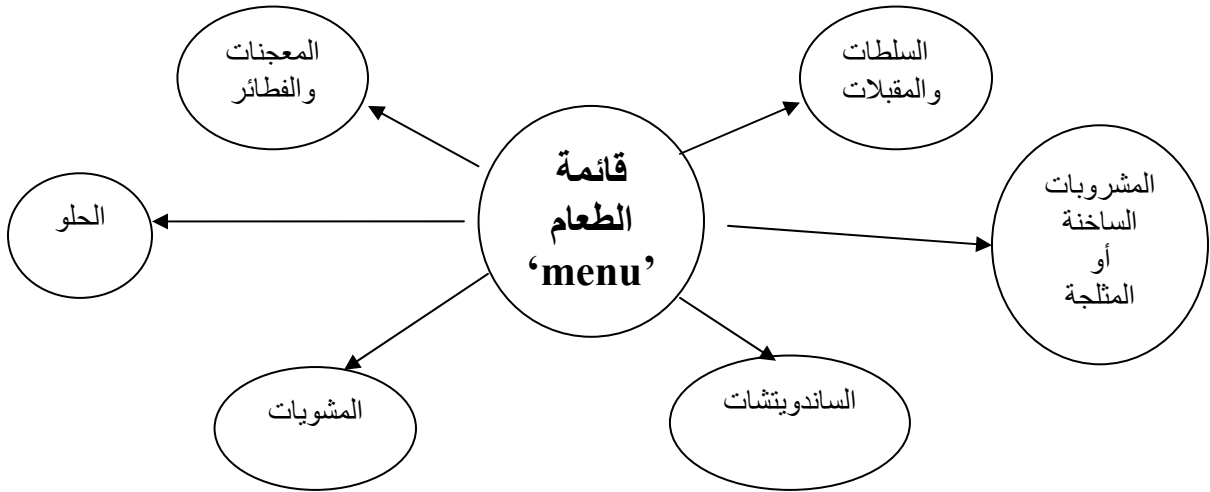 المعجنات
والفطائر
السلطات
والمقبلات
قائمة
الطعام
‘menu’
المشروبات
الساخنة
أو
المثلجة
الحلو
المشويات
الساندويتشات